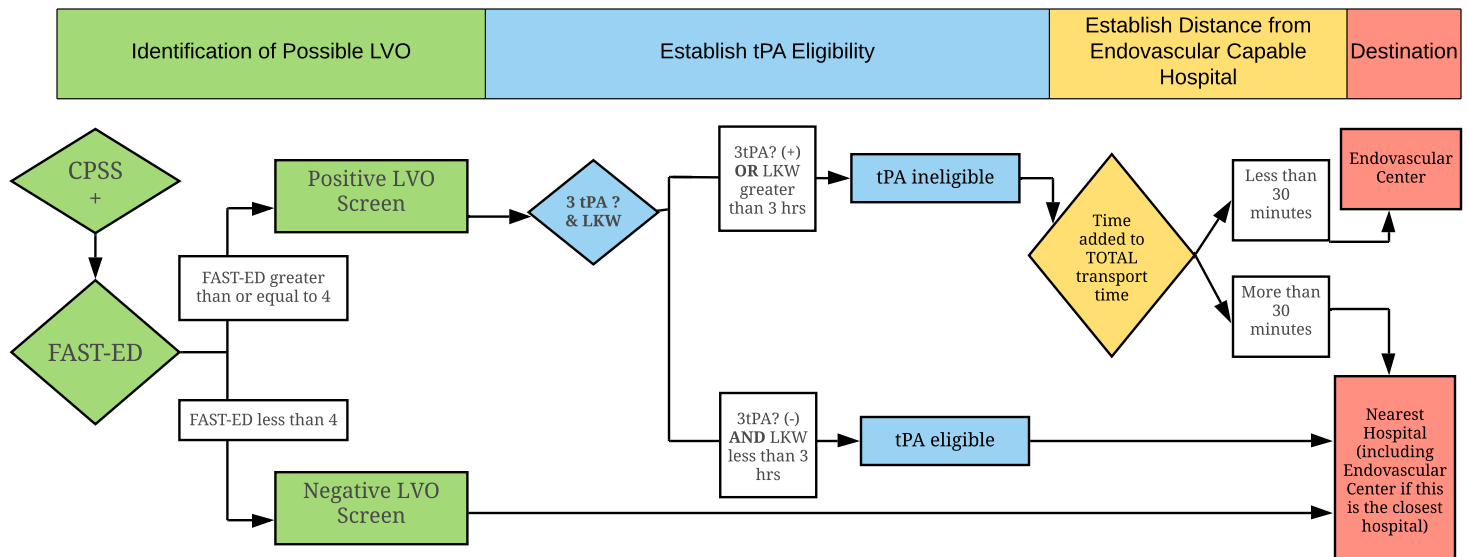 Identification of Possible LVO
Establish tPA Eligibility
Establish Distance from
Endovascular Capable
Hospital
Destination
CPSS
+
FAST-ED
FAST-ED greater
than or equal to 4
FAST-ED less than 4
Positive LVO
Screen
Negative LVO
Screen
3 tPA ?
& LKW
3tPA? (+)
OR LKW
greater
than 3 hrs
tPA ineligible
3tPA? (-)
AND LKW
less than 3
hrs
tPA eligible
Time
added to
TOTAL
transport
time
Less than
30
minutes
More than
30
minutes
Endovascular
Center
Nearest
Hospital
(including
Endovascular
Center if this
is the closest
hospital)